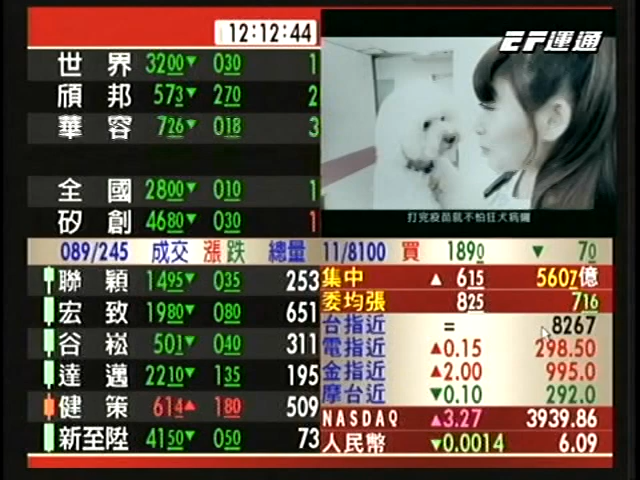 12:12:44
EF運通
世界 3200▼ 030 1
頎邦 573▼ 270 2
華容 726▼ 018 3
全國 2800▼ 010 1
矽創 4680▼ 030 1
打完疫苗就不怕狂犬病囉
089/245 成交 漲跌 總量
11/8100 買 1890 ▼ 70
聯穎 1495▼ 035 253
宏致 1980▼ 080 651
谷崧 501▼ 040 311
達邁 2210▼ 135 195
健策 614▲ 180 509
新至陞 4150▼ 050 73
集中 ▲ 615 5607億
委均張 825 716
台指近 = 8267
電指近 ▲0.15 298.50
金指近 ▲2.00 995.0
摩台近 ▼0.10 292.0
NASDAQ ▲3.27 3939.86
人民幣 ▼0.0014 6.09